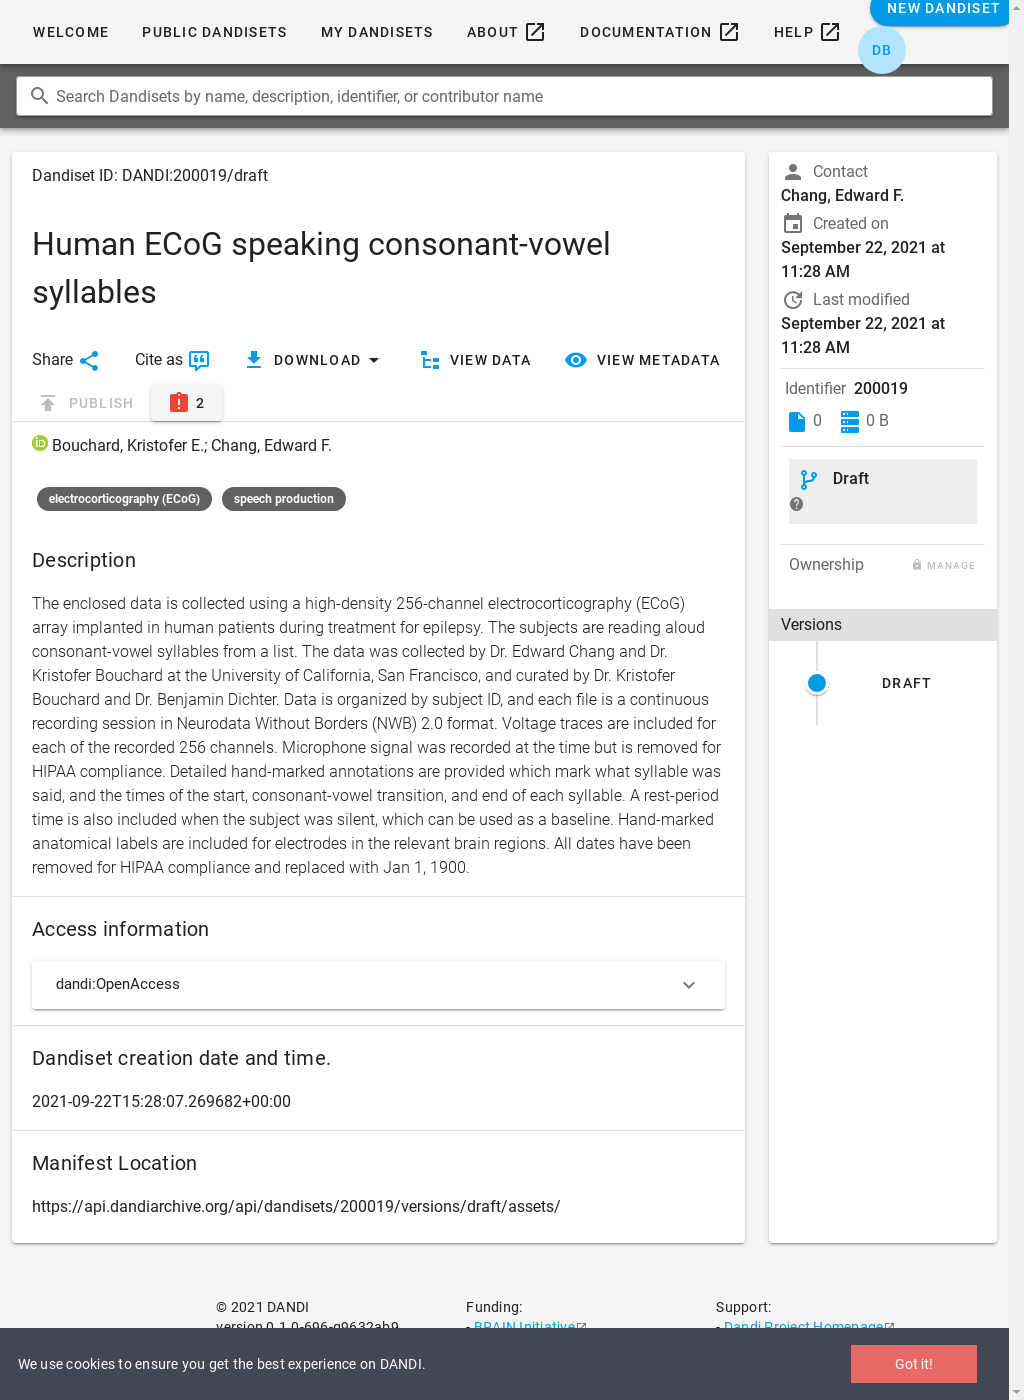 WELCOME PUBLIC DANDISETS MY DANDISETS ABOUT DOCUMENTATION HELP NEW DANDISET
DB
Search Dandisets by name, description, identifier, or contributor name
Dandiset ID: DANDI:200019/draft
Human ECoG speaking consonant-vowel
syllables
Share Cite as DOWNLOAD VIEW DATA VIEW METADATA
PUBLISH 2
Bouchard, Kristofer E.; Chang, Edward F.
electrocorticography (ECoG) speech production
Description
The enclosed data is collected using a high-density 256-channel electrocorticography (ECoG)
array implanted in human patients during treatment for epilepsy. The subjects are reading aloud
consonant-vowel syllables from a list. The data was collected by Dr. Edward Chang and Dr.
Kristofer Bouchard at the University of California, San Francisco, and curated by Dr. Kristofer
Bouchard and Dr. Benjamin Dichter. Data is organized by subject ID, and each file is a continuous
recording session in Neurodata Without Borders (NWB) 2.0 format. Voltage traces are included for
each of the recorded 256 channels. Microphone signal was recorded at the time but is removed for
HIPAA compliance. Detailed hand-marked annotations are provided which mark what syllable was
said, and the times of the start, consonant-vowel transition, and end of each syllable. A rest-period
time is also included when the subject was silent, which can be used as a baseline. Hand-marked
anatomical labels are included for electrodes in the relevant brain regions. All dates have been
removed for HIPAA compliance and replaced with Jan 1, 1900.
Access information
dandi:OpenAccess
Dandiset creation date and time.
2021-09-22T15:28:07.269682+00:00
Manifest Location
https://api.dandiarchive.org/api/dandisets/200019/versions/draft/assets/
Contact
Chang, Edward F.
Created on
September 22, 2021 at
11:28 AM
Last modified
September 22, 2021 at
11:28 AM
Identifier 200019
0 0 B
Draft
Ownership MANAGE
Versions
DRAFT
© 2021 DANDI
version 0.1.0-696-g9632ab9
Funding:
- BRAIN Initiative
Support:
- Dandi Project Homepage
We use cookies to ensure you get the best experience on DANDI.
Got it!